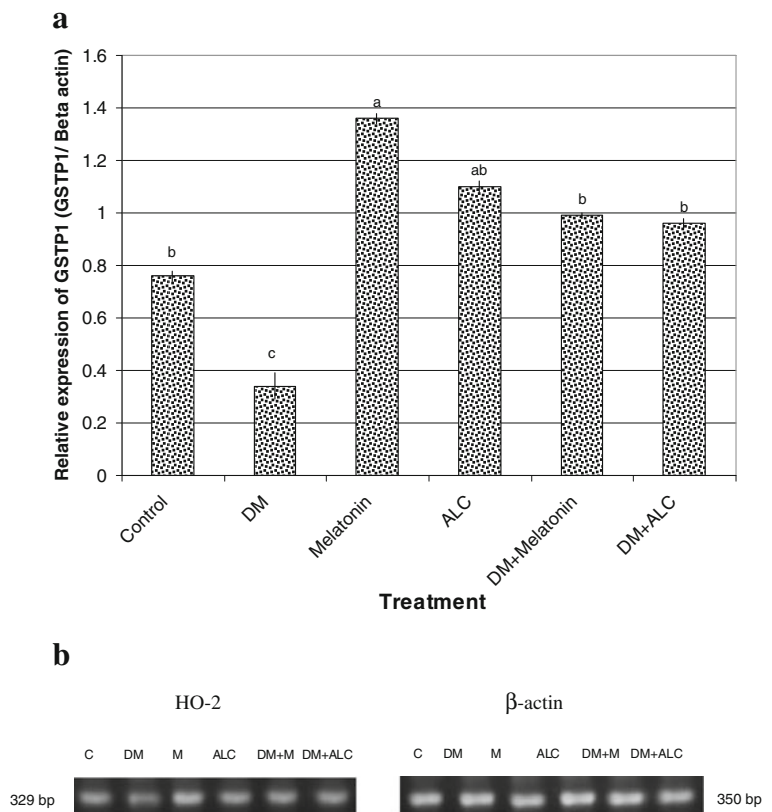 a
Relative expression of GSTP1 (GSTP1/ Beta actin)
1.6
1.4
1.2
1
0.8
0.6
0.4
0.2
0
b
c
a
ab
b
b
Control
DM
Melatonin
ALC
DM+Melatonin
DM+ALC
Treatment
b
HO-2
β-actin
C DM M ALC DM+M DM+ALC
C DM M ALC DM+M DM+ALC
329 bp
350 bp